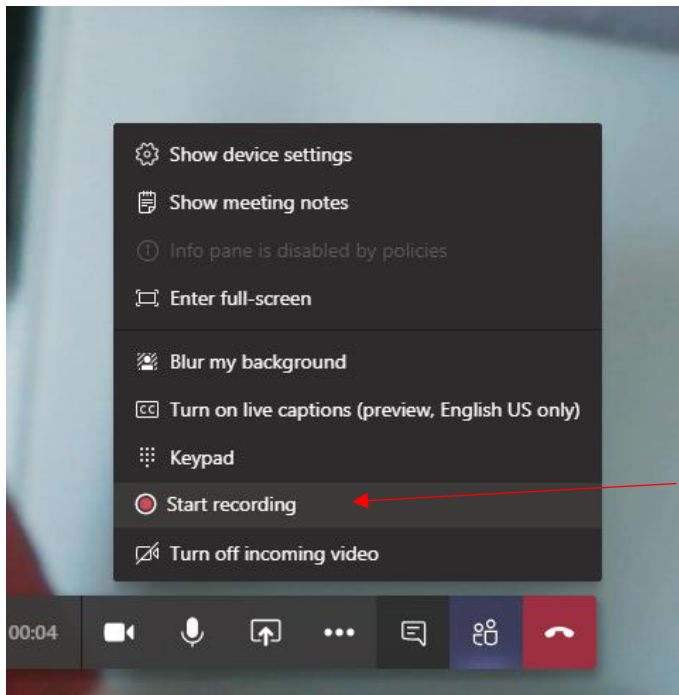 Show device settings
Show meeting notes
Info pane is disabled by policies
Enter full-screen
Blur my background
CC Turn on live captions (preview, English US only)
Keypad
Start recording
Turn off incoming video
00:04